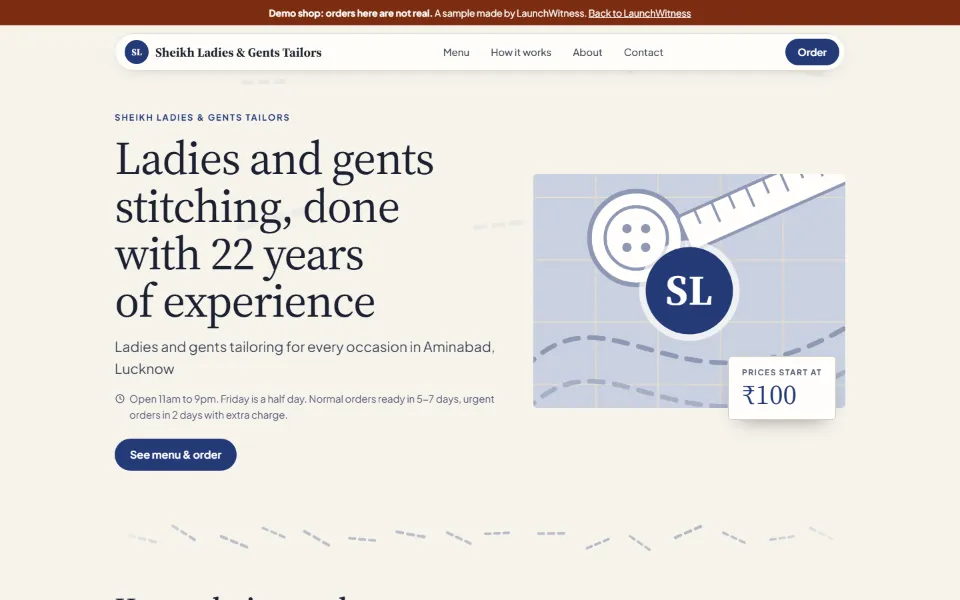 Demo shop: orders here are not real. A sample made by LaunchWitness. Back to LaunchWitness
SL Sheikh Ladies & Gents Tailors Menu How it works About Contact Order
SHEIKH LADIES & GENTS TAILORS
Ladies and gents
stitching, done
with 22 years
of experience
Ladies and gents tailoring for every occasion in Aminabad,
Lucknow
Open 11am to 9pm. Friday is a half day. Normal orders ready in 5–7 days, urgent
orders in 2 days with extra charge.
See menu & order
SL
PRICES START AT
₹100